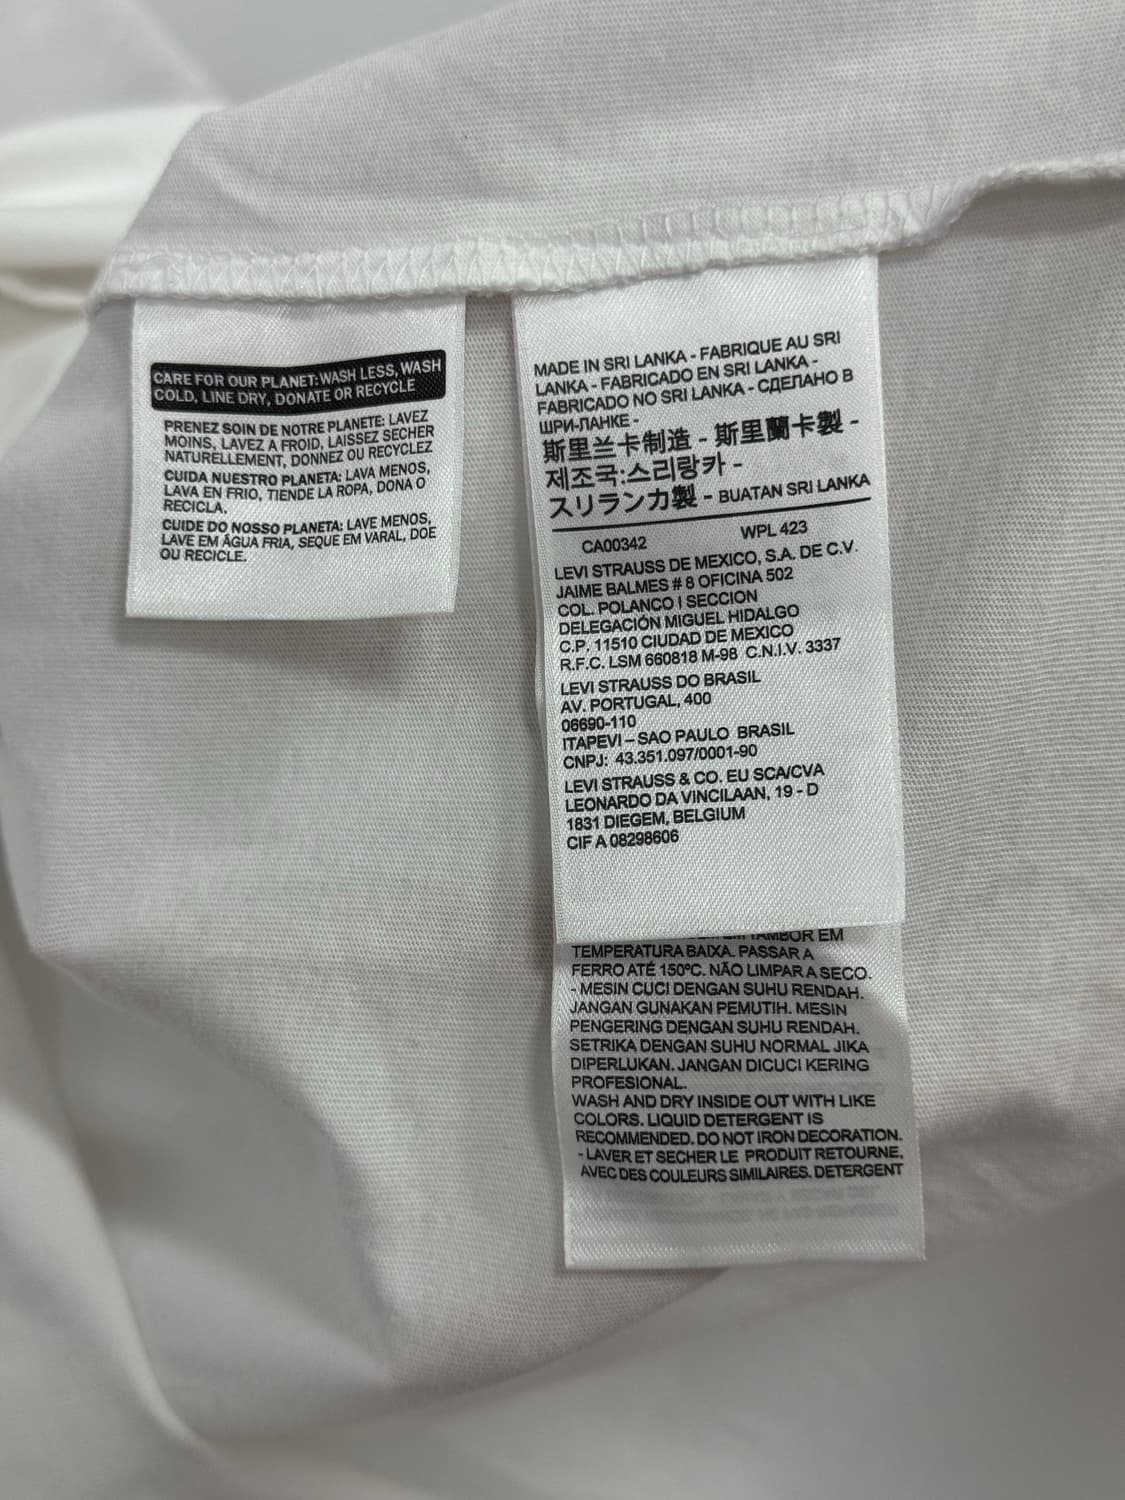 CARE FOR OUR PLANET: WASH LESS, WASH
COLD, LINE DRY, DONATE OR RECYCLE
PRENEZ SOIN DE NOTRE PLANETE: LAVEZ
MOINS, LAVEZ A FROID, LAISSEZ SECHER
NATURELLEMENT, DONNEZ OU RECYCLEZ
CUIDA NUESTRO PLANETA: LAVA MENOS,
LAVA EN FRIO, TIENDE LA ROPA, DONA O
RECICLA.
CUIDE DO NOSSO PLANETA: LAVE MENOS,
LAVE EM ÁGUA FRIA, SEQUE EM VARAL, DOE
OU RECICLE.
MADE IN SRI LANKA - FABRIQUE AU SRI
LANKA - FABRICADO EN SRI LANKA -
FABRICADO NO SRI LANKA - СДЕЛАНО В
ШРИ-ЛАНКЕ -
斯里兰卡制造 - 斯里蘭卡製 -
제조국:스리랑카 -
スリランカ製 - BUATAN SRI LANKA
CA00342 WPL 423
LEVI STRAUSS DE MEXICO, S.A. DE C.V.
JAIME BALMES # 8 OFICINA 502
COL. POLANCO I SECCION
DELEGACIÓN MIGUEL HIDALGO
C.P. 11510 CIUDAD DE MEXICO
R.F.C. LSM 660818 M-98 C.N.I.V. 3337
LEVI STRAUSS DO BRASIL
AV. PORTUGAL, 400
06690-110
ITAPEVI – SAO PAULO BRASIL
CNPJ: 43.351.097/0001-90
LEVI STRAUSS & CO. EU SCA/CVA
LEONARDO DA VINCILAAN, 19 - D
1831 DIEGEM, BELGIUM
CIF A 08298606
TAMBOR EM
TEMPERATURA BAIXA. PASSAR A
FERRO ATÉ 150ºC. NÃO LIMPAR A SECO.
- MESIN CUCI DENGAN SUHU RENDAH.
JANGAN GUNAKAN PEMUTIH. MESIN
PENGERING DENGAN SUHU RENDAH.
SETRIKA DENGAN SUHU NORMAL JIKA
DIPERLUKAN. JANGAN DICUCI KERING
PROFESIONAL.
WASH AND DRY INSIDE OUT WITH LIKE
COLORS. LIQUID DETERGENT IS
RECOMMENDED. DO NOT IRON DECORATION.
- LAVER ET SECHER LE PRODUIT RETOURNE,
AVEC DES COULEURS SIMILAIRES. DETERGENT